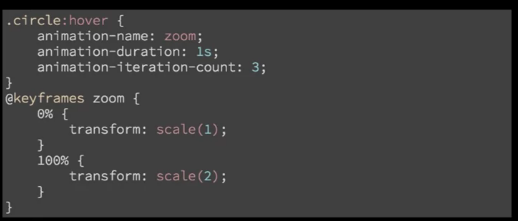 .circle:hover {
    animation-name: zoom;
    animation-duration: 1s;
    animation-iteration-count: 3;
}
@keyframes zoom {
    0% {
        transform: scale(1);
    }
    100% {
        transform: scale(2);
    }
}